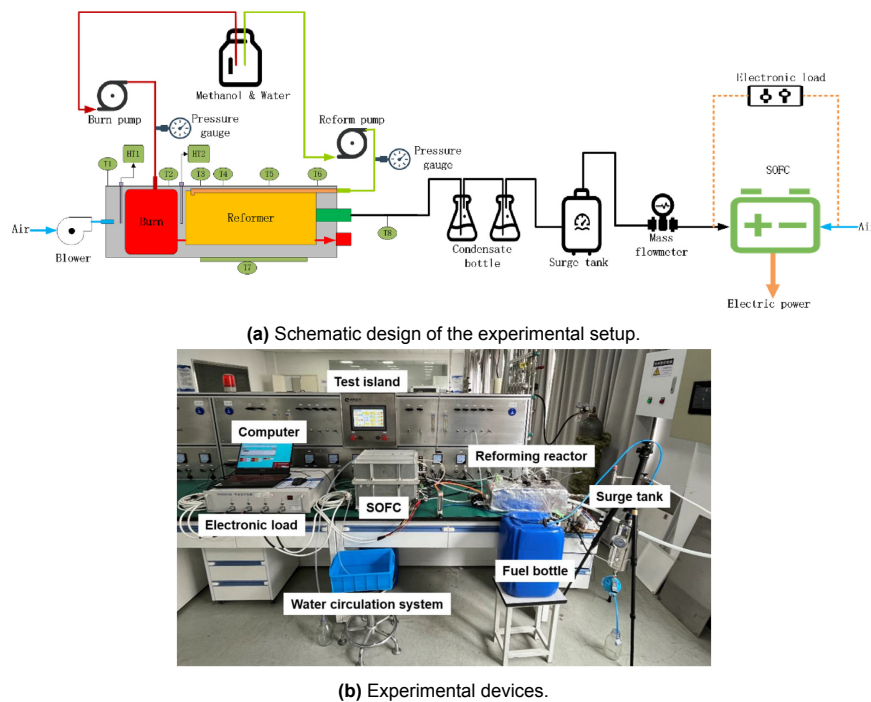 Methanol & Water
Burn pump
Pressure
gauge
Reform pump
Pressure
gauge
Electronic load
SOFC
T1
HT1
T2
HT2
T3
T4
T5
T6
Burn
Reformer
Air
Blower
T7
T8
Condensate
bottle
Surge tank
Mass
flowmeter
Ai
Electric power
(a) Schematic design of the experimental setup.
Test island
Computer
Reforming reactor
Surge tank
SOFC
Electronic load
Fuel bottle
Water circulation system
(b) Experimental devices.